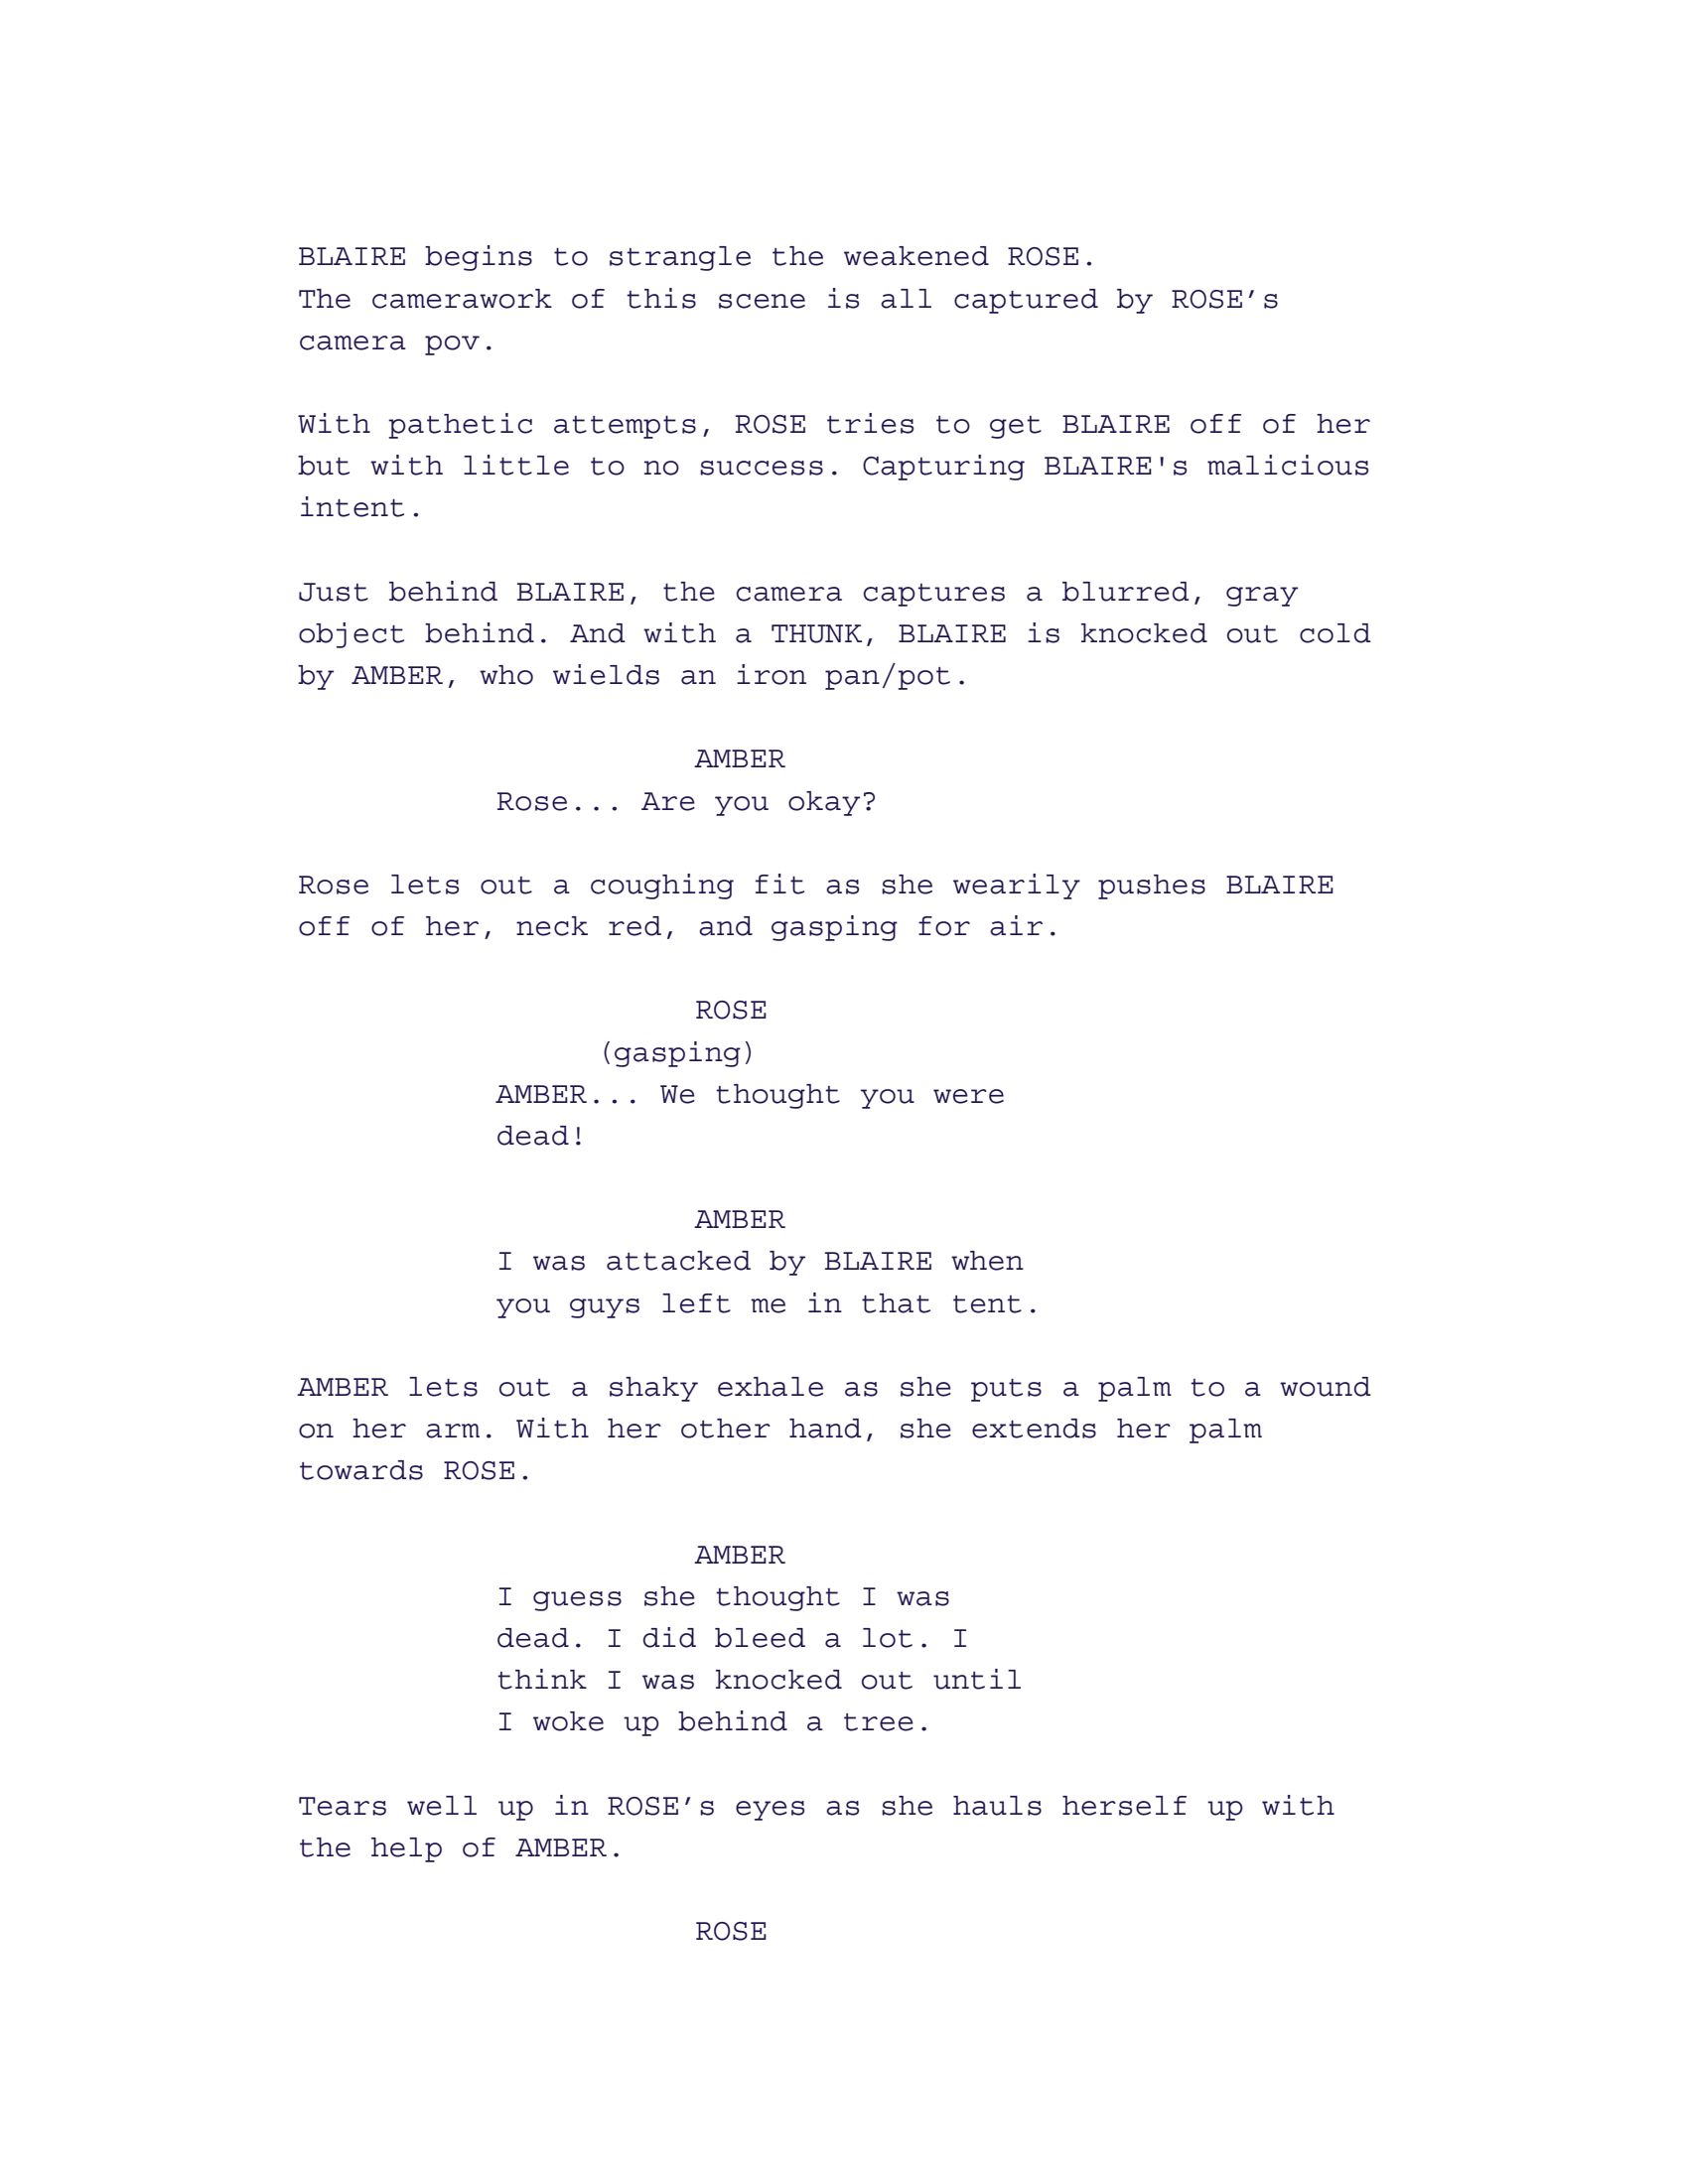 BLAIRE begins to strangle the weakened ROSE.
The camerawork of this scene is all captured by ROSE’s
camera pov.
With pathetic attempts, ROSE tries to get BLAIRE off of her
but with little to no success. Capturing BLAIRE's malicious
intent.
Just behind BLAIRE, the camera captures a blurred, gray
object behind. And with a THUNK, BLAIRE is knocked out cold
by AMBER, who wields an iron pan/pot.
AMBER
Rose... Are you okay?
Rose lets out a coughing fit as she wearily pushes BLAIRE
off of her, neck red, and gasping for air.
ROSE
(gasping)
AMBER... We thought you were
dead!
AMBER
I was attacked by BLAIRE when
you guys left me in that tent.
AMBER lets out a shaky exhale as she puts a palm to a wound
on her arm. With her other hand, she extends her palm
towards ROSE.
AMBER
I guess she thought I was
dead. I did bleed a lot. I
think I was knocked out until
I woke up behind a tree.
Tears well up in ROSE’s eyes as she hauls herself up with
the help of AMBER.
ROSE